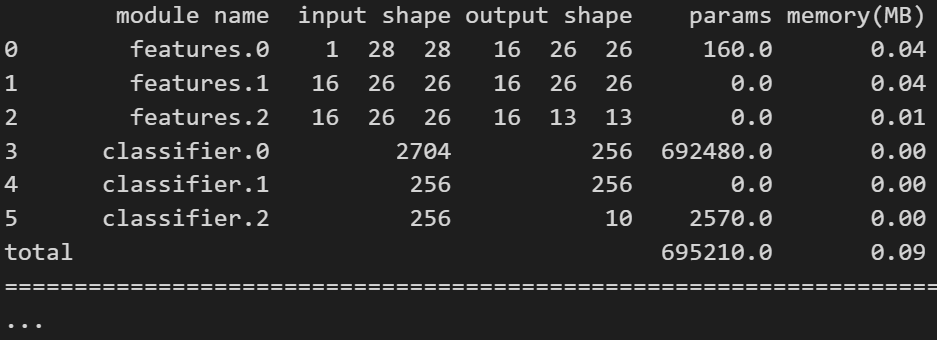 module name input shape output shape params memory(MB)
0 features.0 1 28 28 16 26 26 160.0 0.04
1 features.1 16 26 26 16 26 26 0.0 0.04
2 features.2 16 26 26 16 13 13 0.0 0.01
3 classifier.0 2704 256 692480.0 0.00
4 classifier.1 256 256 0.0 0.00
5 classifier.2 256 10 2570.0 0.00
total 695210.0 0.09
===================================================================
...